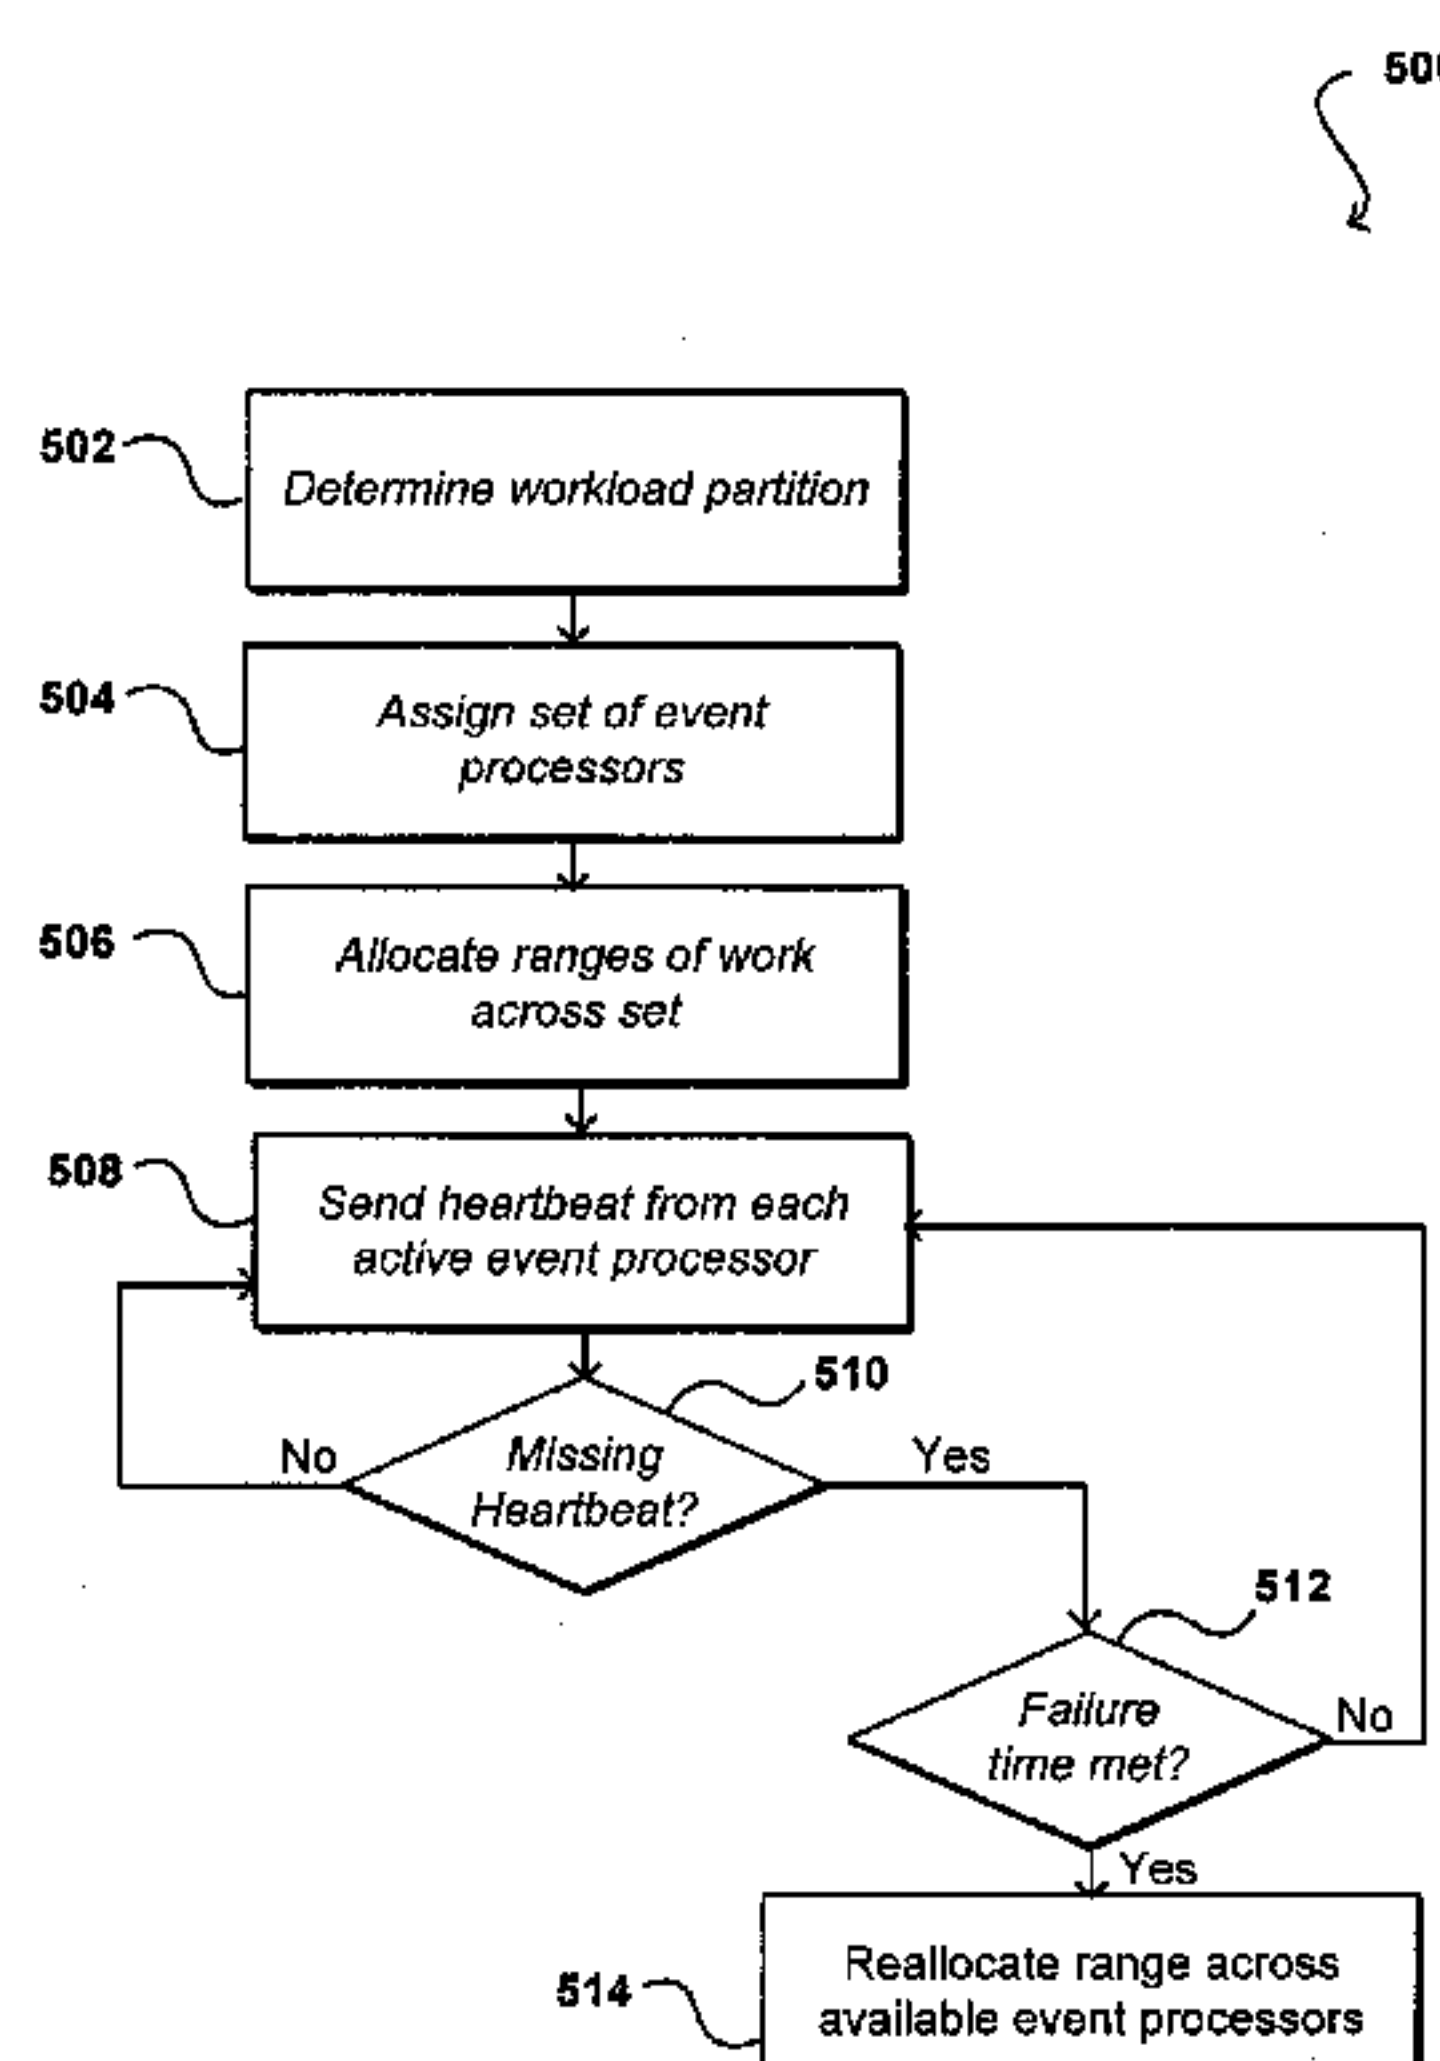 502
Determine workload partition
504
Assign set of event
processors
506
Allocate ranges of work
across set
508
Send heartbeat from each
active event processor
510
No
Missing
Heartbeat?
Yes
512
Failure
time met?
No
Yes
514
Reallocate range across
available event processors